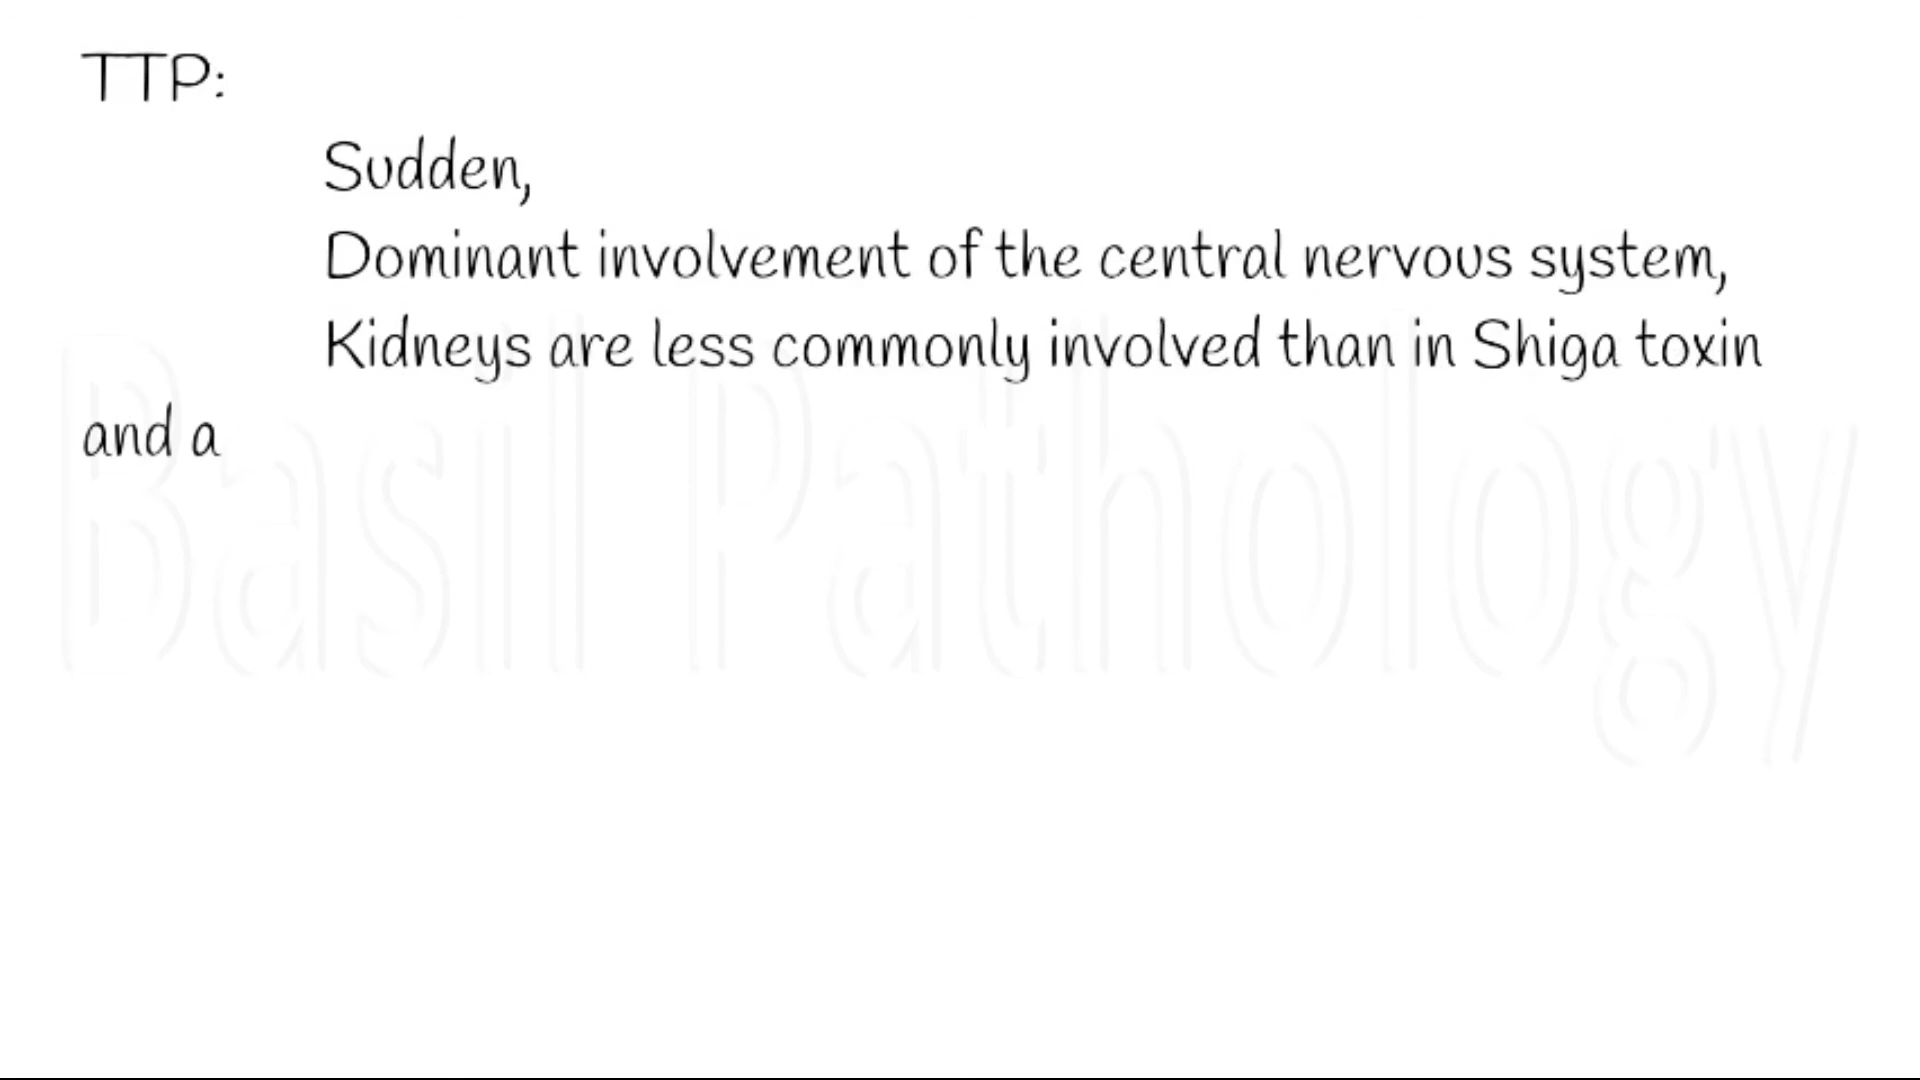 TTP:
Sudden,
Dominant involvement of the central nervous system,
Kidneys are less commonly involved than in Shiga toxin
and a
Basil Pathology